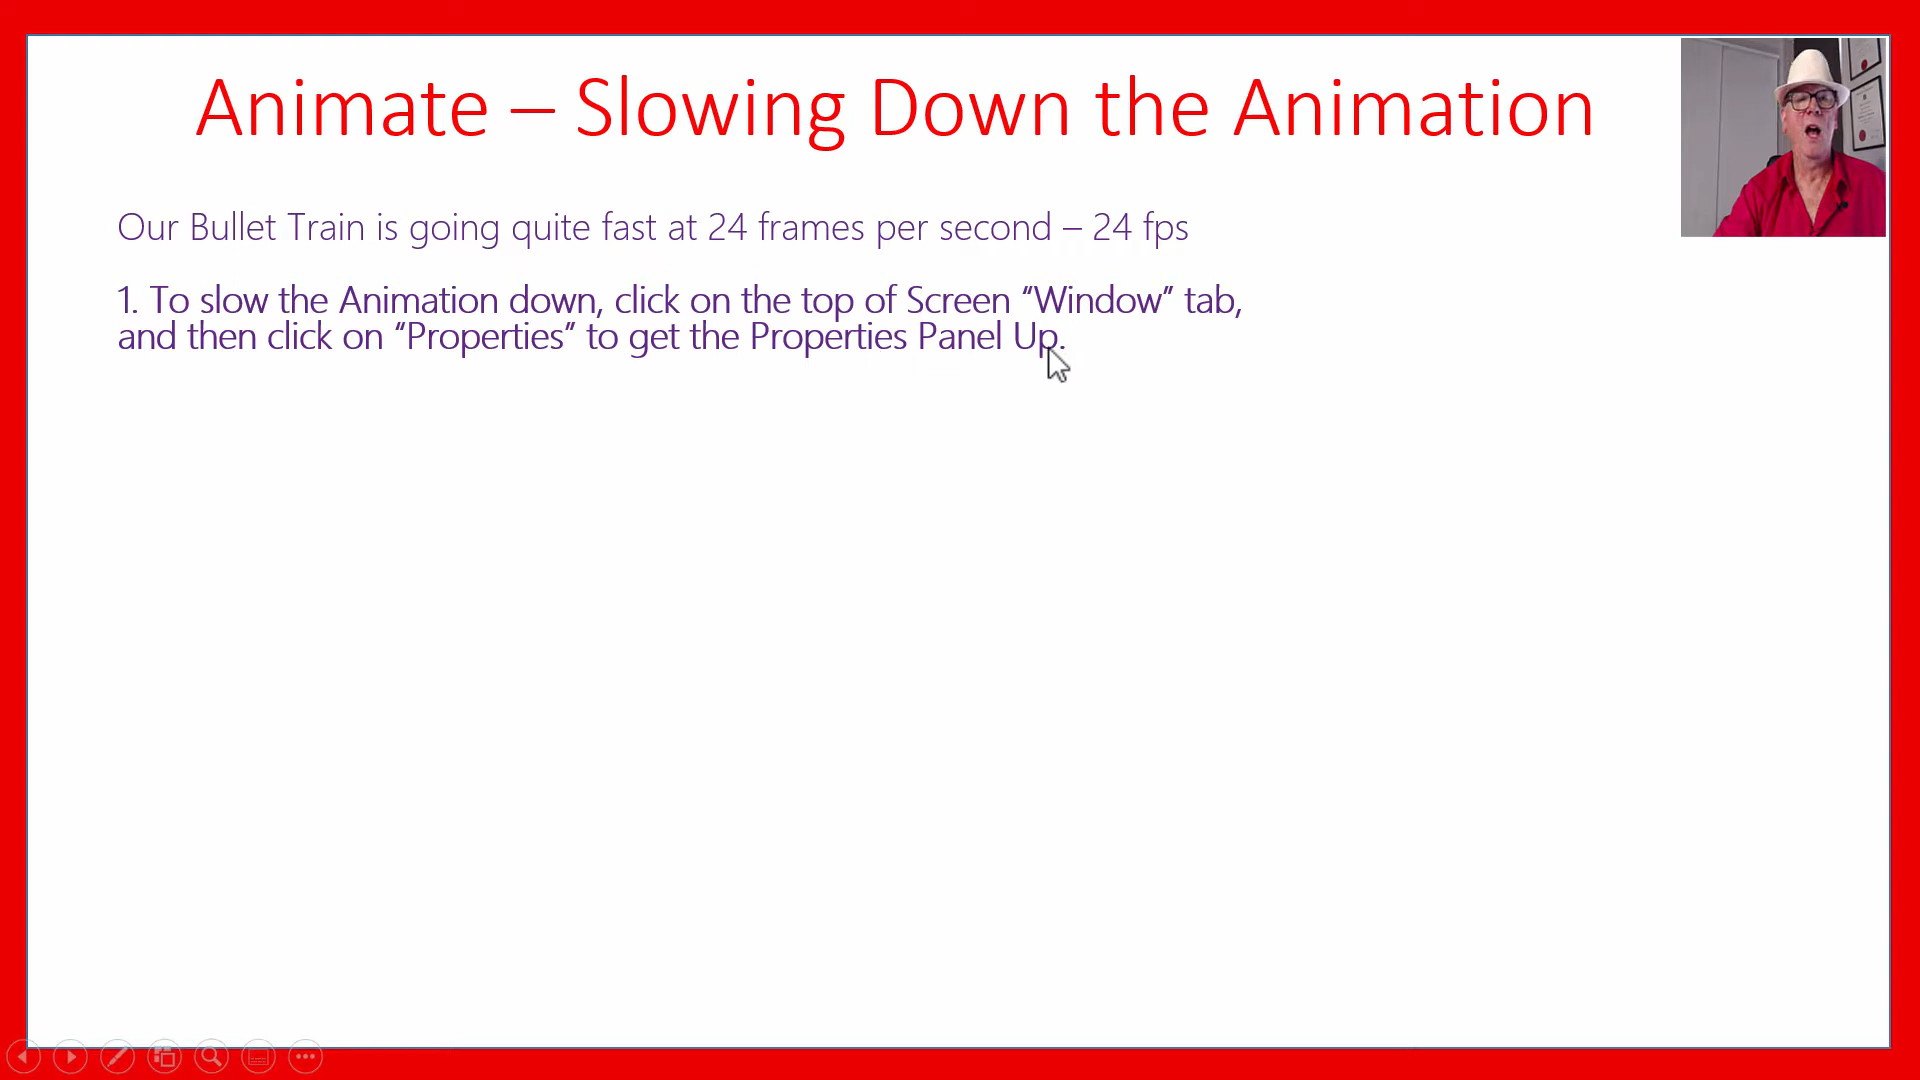 Animate – Slowing Down the Animation
Our Bullet Train is going quite fast at 24 frames per second – 24 fps
1. To slow the Animation down, click on the top of Screen “Window” tab,
and then click on “Properties” to get the Properties Panel Up.